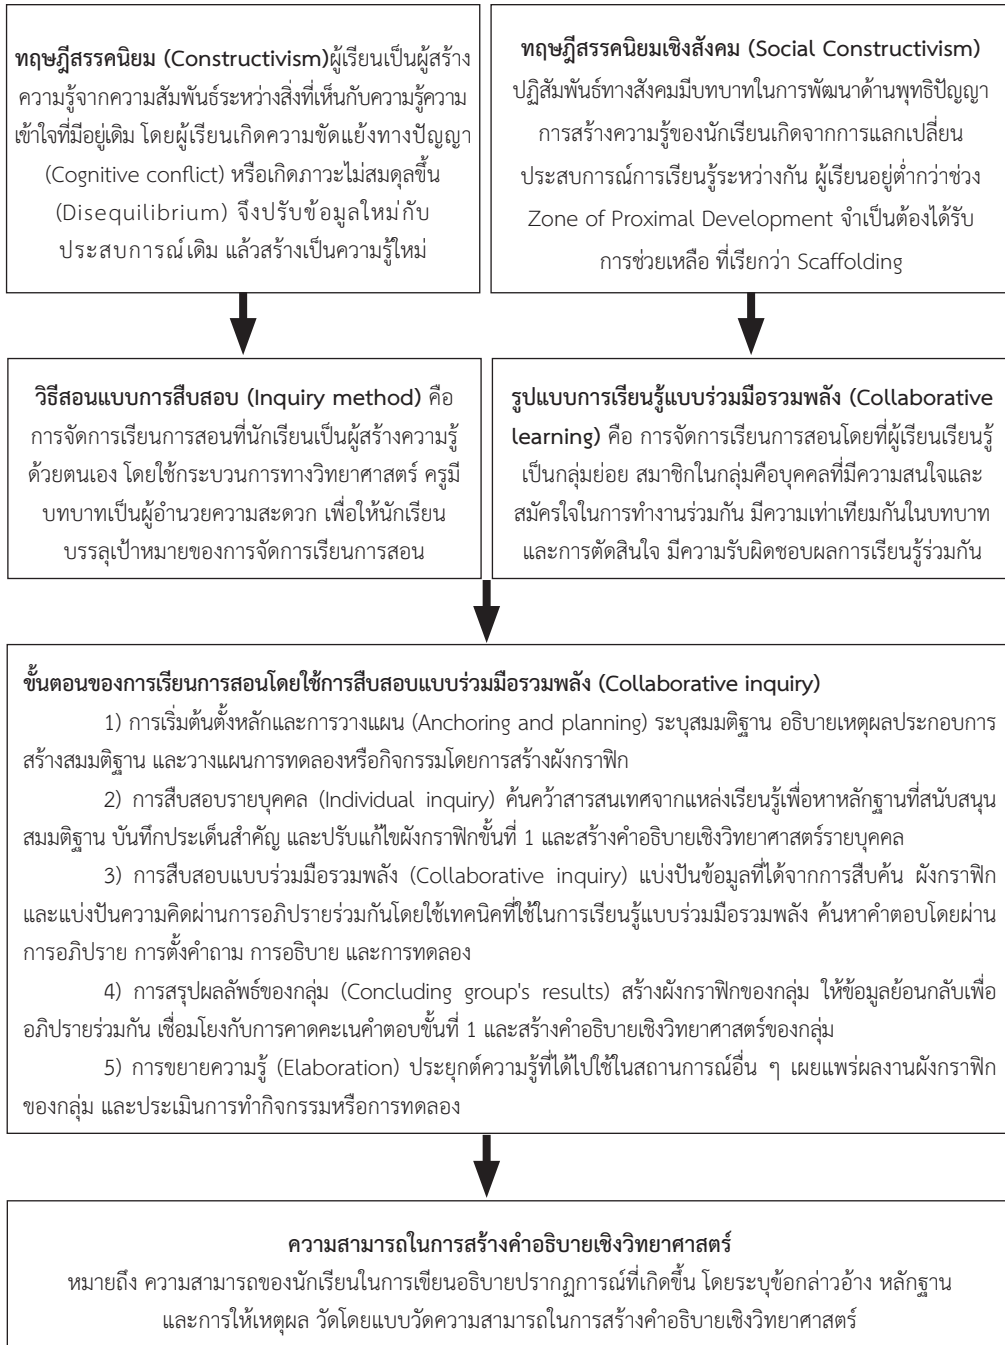 ทฤษฎีสรรคนิยม (Constructivism)ผู้เรียนเป็นผู้สร้าง
ความรู้จากความสัมพันธ์ระหว่างสิ่งที่เห็นกับความรู้ความ
เข้าใจที่มีอยู่เดิม โดยผู้เรียนเกิดความขัดแย้งทางปัญญา
(Cognitive conflict) หรือเกิดภาวะไม่สมดุลขึ้น
(Disequilibrium) จึงปรับข้อมูลใหม่กับ
ประสบการณ์เดิม แล้วสร้างเป็นความรู้ใหม่
ทฤษฎีสรรคนิยมเชิงสังคม (Social Constructivism)
ปฏิสัมพันธ์ทางสังคมมีบทบาทในการพัฒนาด้านพุทธิปัญญา
การสร้างความรู้ของนักเรียนเกิดจากการแลกเปลี่ยน
ประสบการณ์การเรียนรู้ระหว่างกัน ผู้เรียนอยู่ต่ำกว่าช่วง
Zone of Proximal Development จำเป็นต้องได้รับ
การช่วยเหลือ ที่เรียกว่า Scaffolding
วิธีสอนแบบการสืบสอบ (Inquiry method) คือ
การจัดการเรียนการสอนที่นักเรียนเป็นผู้สร้างความรู้
ด้วยตนเอง โดยใช้กระบวนการทางวิทยาศาสตร์ ครูมี
บทบาทเป็นผู้อำนวยความสะดวก เพื่อให้นักเรียน
บรรลุเป้าหมายของการจัดการเรียนการสอน
รูปแบบการเรียนรู้แบบร่วมมือรวมพลัง (Collaborative
learning) คือ การจัดการเรียนการสอนโดยที่ผู้เรียนเรียนรู้
เป็นกลุ่มย่อย สมาชิกในกลุ่มคือบุคคลที่มีความสนใจและ
สมัครใจในการทำงานร่วมกัน มีความเท่าเทียมกันในบทบาท
และการตัดสินใจ มีความรับผิดชอบผลการเรียนรู้ร่วมกัน
ขั้นตอนของการเรียนการสอนโดยใช้การสืบสอบแบบร่วมมือรวมพลัง (Collaborative inquiry)
1) การเริ่มต้นตั้งหลักและการวางแผน (Anchoring and planning) ระบุสมมติฐาน อธิบายเหตุผลประกอบการ
สร้างสมมติฐาน และวางแผนการทดลองหรือกิจกรรมโดยการสร้างผังกราฟิก
2) การสืบสอบรายบุคคล (Individual inquiry) ค้นคว้าสารสนเทศจากแหล่งเรียนรู้เพื่อหาหลักฐานที่สนับสนุน
สมมติฐาน บันทึกประเด็นสำคัญ และปรับแก้ไขผังกราฟิกขั้นที่ 1 และสร้างคำอธิบายเชิงวิทยาศาสตร์รายบุคคล
3) การสืบสอบแบบร่วมมือรวมพลัง (Collaborative inquiry) แบ่งปันข้อมูลที่ได้จากการสืบค้น ผังกราฟิก
และแบ่งปันความคิดผ่านการอภิปรายร่วมกันโดยใช้เทคนิคที่ใช้ในการเรียนรู้แบบร่วมมือรวมพลัง ค้นหาคำตอบโดยผ่าน
การอภิปราย การตั้งคำถาม การอธิบาย และการทดลอง
4) การสรุปผลลัพธ์ของกลุ่ม (Concluding group's results) สร้างผังกราฟิกของกลุ่ม ให้ข้อมูลย้อนกลับเพื่อ
อภิปรายร่วมกัน เชื่อมโยงกับการคาดคะเนคำตอบขั้นที่ 1 และสร้างคำอธิบายเชิงวิทยาศาสตร์ของกลุ่ม
5) การขยายความรู้ (Elaboration) ประยุกต์ความรู้ที่ได้ไปใช้ในสถานการณ์อื่น ๆ เผยแพร่ผลงานผังกราฟิก
ของกลุ่ม และประเมินการทำกิจกรรมหรือการทดลอง
ความสามารถในการสร้างคำอธิบายเชิงวิทยาศาสตร์
หมายถึง ความสามารถของนักเรียนในการเขียนอธิบายปรากฏการณ์ที่เกิดขึ้น โดยระบุข้อกล่าวอ้าง หลักฐาน
และการให้เหตุผล วัดโดยแบบวัดความสามารถในการสร้างคำอธิบายเชิงวิทยาศาสตร์